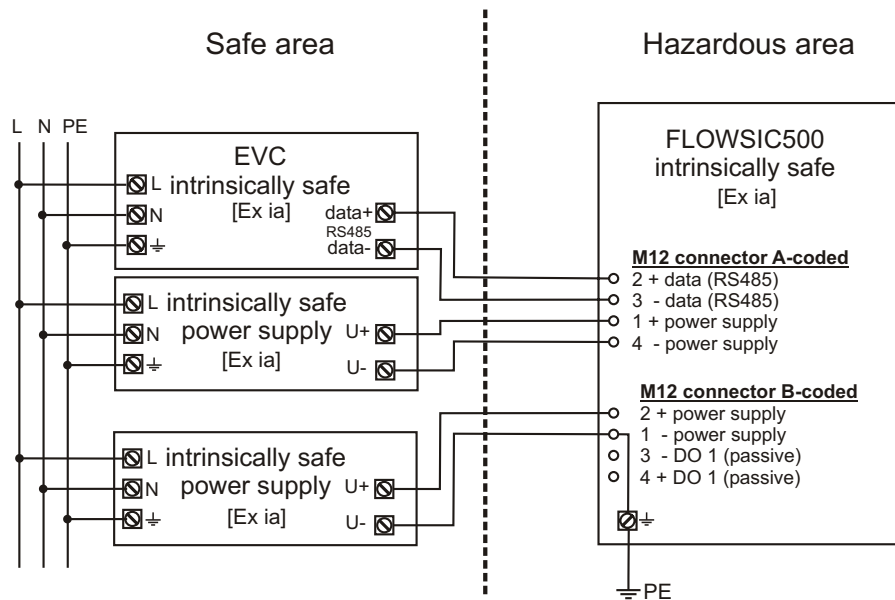 Safe area
Hazardous area
L N PE
EVC
intrinsically safe
[Ex ia]
L
N
data+
RS485
data-
intrinsically safe
power supply
[Ex ia]
L
N
U+
U-
intrinsically safe
power supply
[Ex ia]
L
N
U+
U-
FLOWSIC500
intrinsically safe
[Ex ia]
M12 connector A-coded
2 + data (RS485)
3 - data (RS485)
1 + power supply
4 - power supply
M12 connector B-coded
2 + power supply
1 - power supply
3 - DO 1 (passive)
4 + DO 1 (passive)
PE